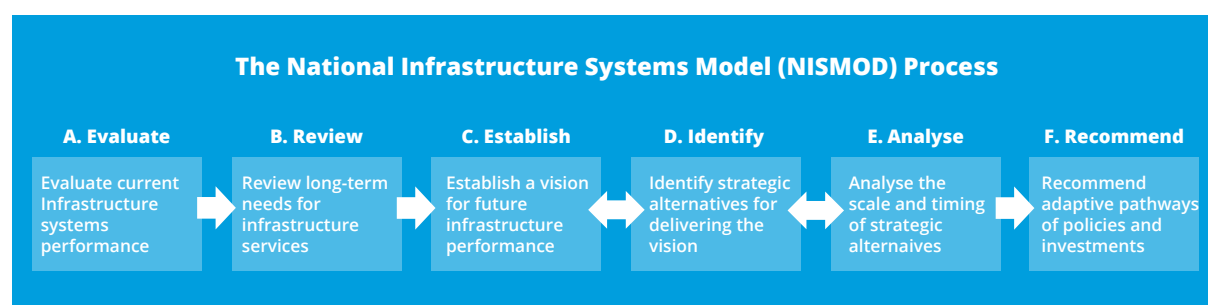 The National Infrastructure Systems Model (NISMOD) Process
A. Evaluate
Evaluate current
Infrastructure
systems
performance
B. Review
Review long-term
needs for
infrastructure
services
C. Establish
Establish a vision
for future
infrastructure
performance
D. Identify
Identify strategic
alternatives for
delivering the
vision
E. Analyse
Analyse the
scale and timing
of strategic
alternaives
F. Recommend
Recommend
adaptive pathways
of policies and
investments